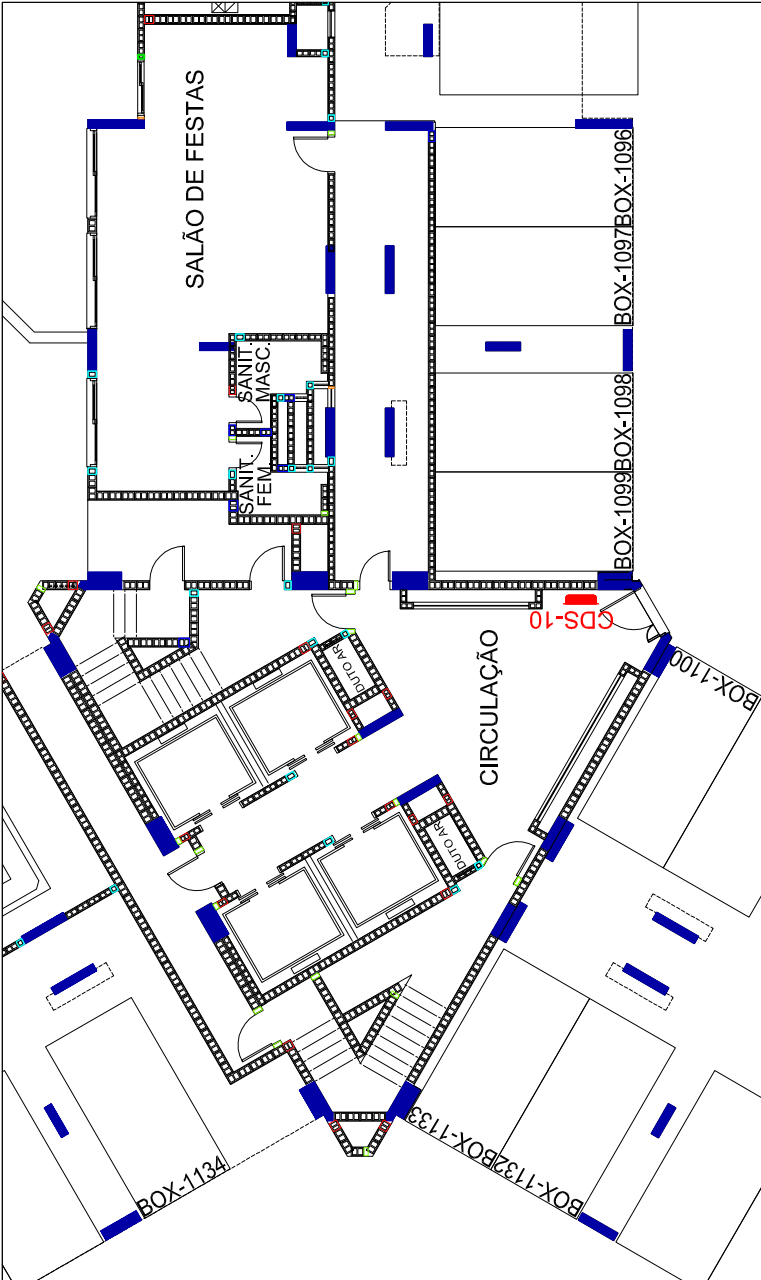 SALÃO DE FESTAS
BOX-1096
BOX-1097
SANIT.
MASC.
BOX-1098
SANIT.
FEM.
BOX-1099
CDS-10
CIRCULAÇÃO
DUTO AR
BOX-1100
DUTO AR
BOX-1133
BOX-1132
BOX-1134